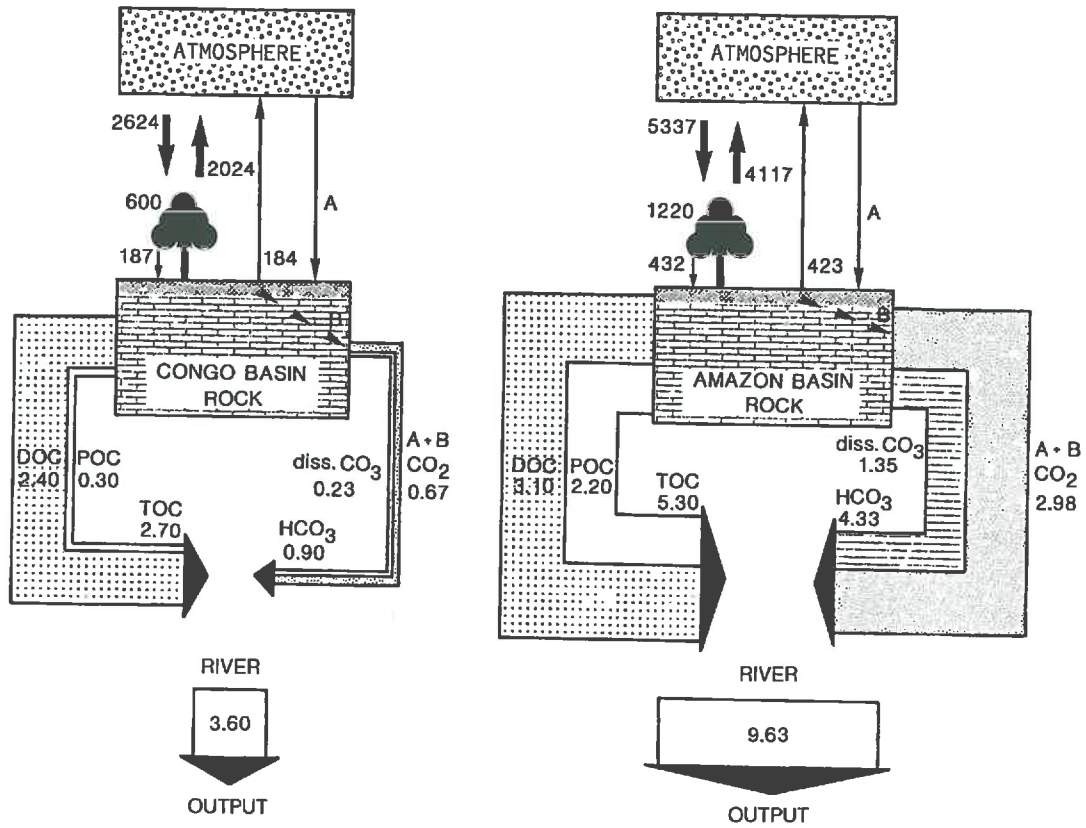 ATMOSPHERE
2624
2024
600
A
187
184
B
CONGO BASIN
ROCK
DOC
2.40
POC
0.30
TOC
2.70
diss. CO3
0.23
HCO3
0.90
A + B
CO2
0.67
RIVER
3.60
OUTPUT
ATMOSPHERE
5337
4117
1220
A
432
423
B
AMAZON BASIN
ROCK
DOC
3.10
POC
2.20
TOC
5.30
diss. CO3
1.35
HCO3
4.33
A + B
CO2
2.98
RIVER
9.63
OUTPUT